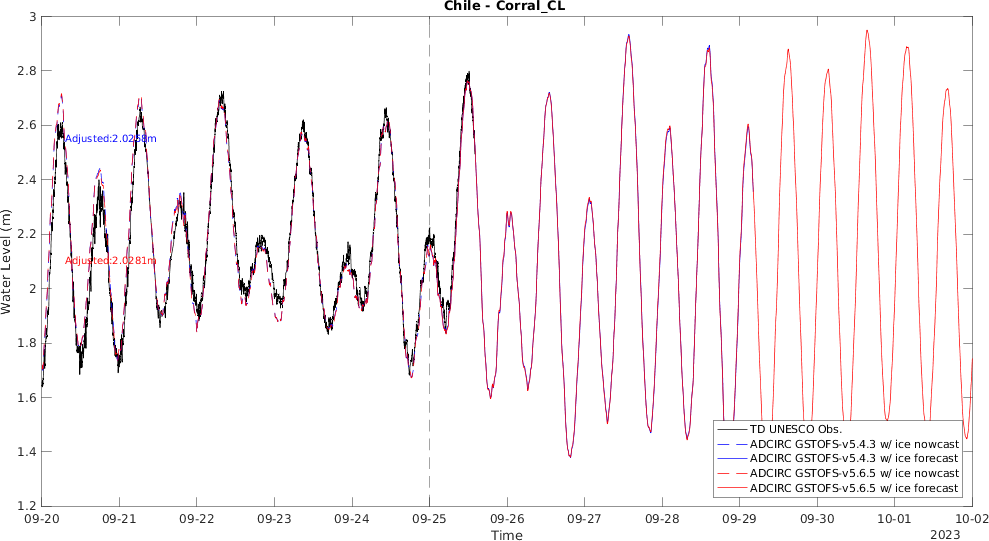 Chile - Corral_CL
3
2.8
2.6
2.4
2.2
2
1.8
1.6
1.4
1.2
Water Level (m)
Adjusted:2.0268m
Adjusted:2.0281m
TD UNESCO Obs.
ADCIRC GSTOFS-v5.4.3 w/ ice nowcast
ADCIRC GSTOFS-v5.4.3 w/ ice forecast
ADCIRC GSTOFS-v5.6.5 w/ ice nowcast
ADCIRC GSTOFS-v5.6.5 w/ ice forecast
09-20 09-21 09-22 09-23 09-24 09-25 09-26 09-27 09-28 09-29 09-30 10-01 10-02
Time
2023